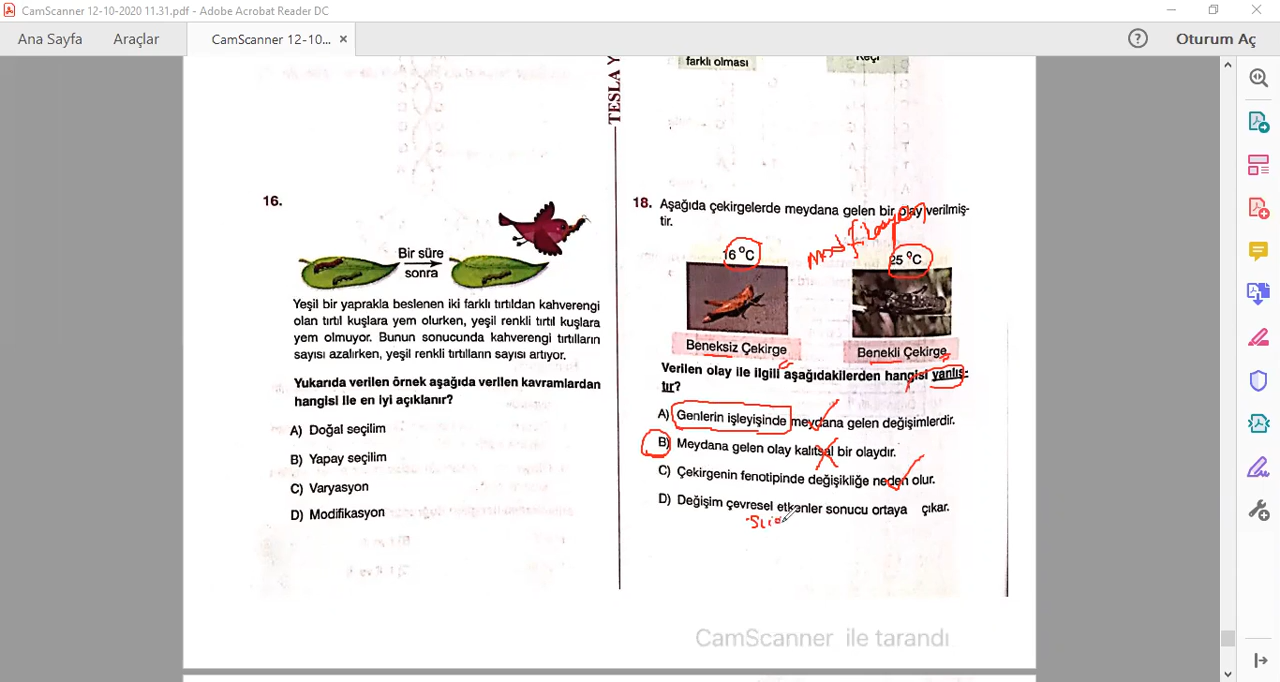 CamScanner 12-10-2020 11.31.pdf - Adobe Acrobat Reader DC
Ana Sayfa
Araçlar
CamScanner 12-10...
Oturum Aç
farklı olması
Keçi
TESLA Y
16.
Bir süre
sonra
Yeşil bir yaprakla beslenen iki farklı tırtıldan kahverengi
olan tırtıl kuşlara yem olurken, yeşil renkli tırtıl kuşlara
yem olmuyor. Bunun sonucunda kahverengi tırtılların
sayısı azalırken, yeşil renkli tırtılların sayısı artıyor.
Yukarıda verilen örnek aşağıda verilen kavramlardan
hangisi ile en iyi açıklanır?
A) Doğal seçilim
B) Yapay seçilim
C) Varyasyon
D) Modifikasyon
18. Aşağıda çekirgelerde meydana gelen bir olay verilmiş-
tir.
modifikasyon
16 °C
25 °C
Beneksiz Çekirge
Benekli Çekirge
Verilen olay ile ilgili aşağıdakilerden hangisi yanlış-
tır?
A) Genlerin işleyişinde meydana gelen değişimlerdir.
B) Meydana gelen olay kalıtsal bir olaydır.
C) Çekirgenin fenotipinde değişikliğe neden olur.
D) Değişim çevresel etkenler sonucu ortaya çıkar.
CamScanner ile tarandı